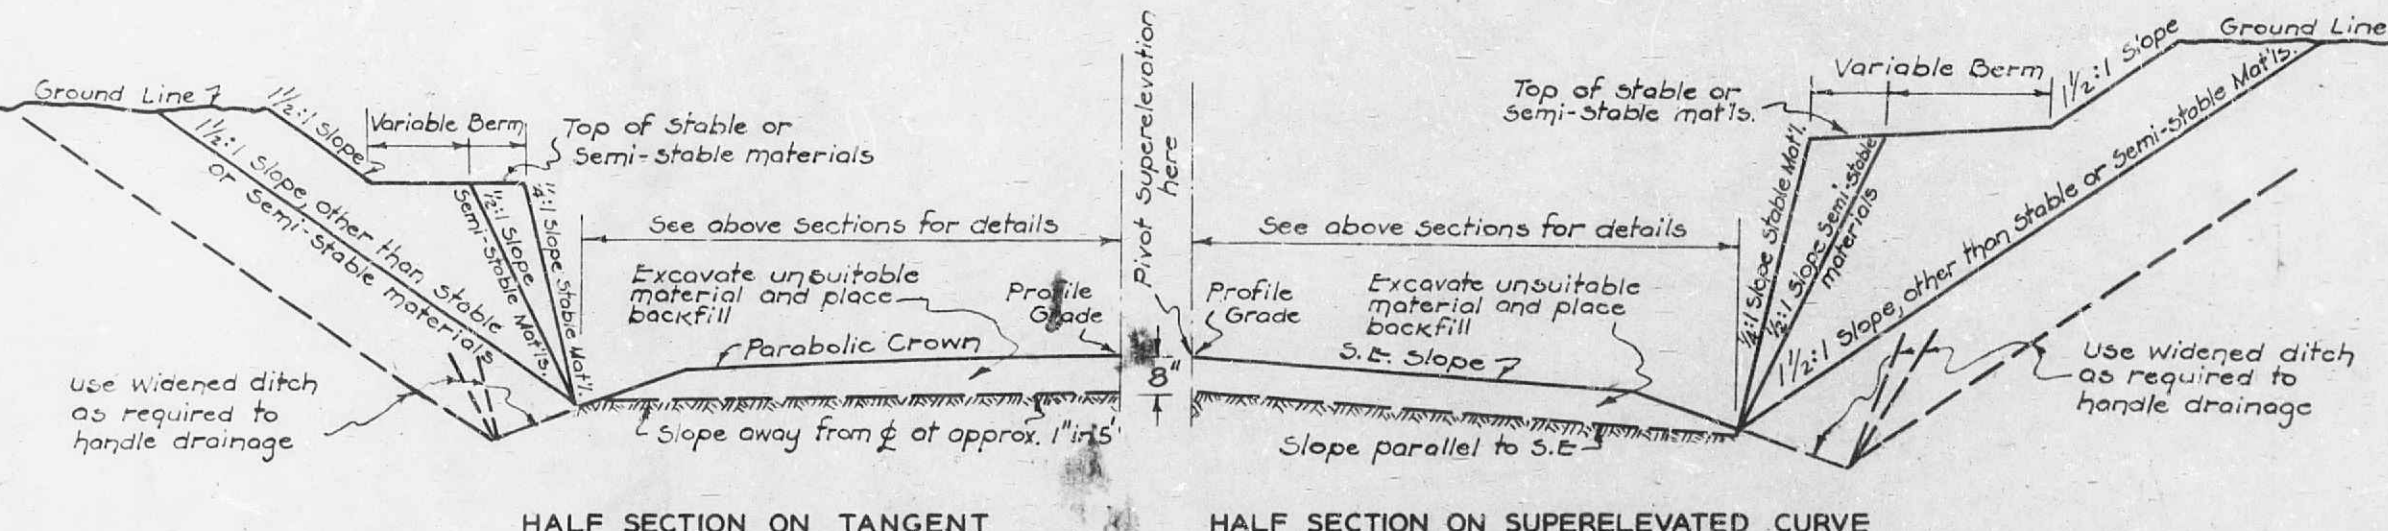 Ground Line
1½:1 Slope
Variable Berm
Top of stable or
Semi-stable materials
1½:1 Slope, other than stable
or Semi-stable materials
½:1 Slope
Semi-stable Mat'ls.
¼:1 Slope Stable Mat'l.
See above sections for details
Excavate unsuitable
material and place
backfill
Profile
Grade
Parabolic Crown
Use widened ditch
as required to
handle drainage
Slope away from ℄ at approx. 1" in 5'
HALF SECTION ON TANGENT
Pivot Superelevation
here
8"
Ground Line
1½:1 Slope
Variable Berm
Top of stable or
Semi-stable mat'ls.
¼:1 Slope Stable Mat'l.
½:1 Slope Semi-stable
materials
1½:1 Slope, other than Stable or Semi-stable Mat'ls.
See above sections for details
Profile
Grade
Excavate unsuitable
material and place
backfill
S.E. Slope
Use widened ditch
as required to
handle drainage
Slope parallel to S.E.
HALF SECTION ON SUPERELEVATED CURVE